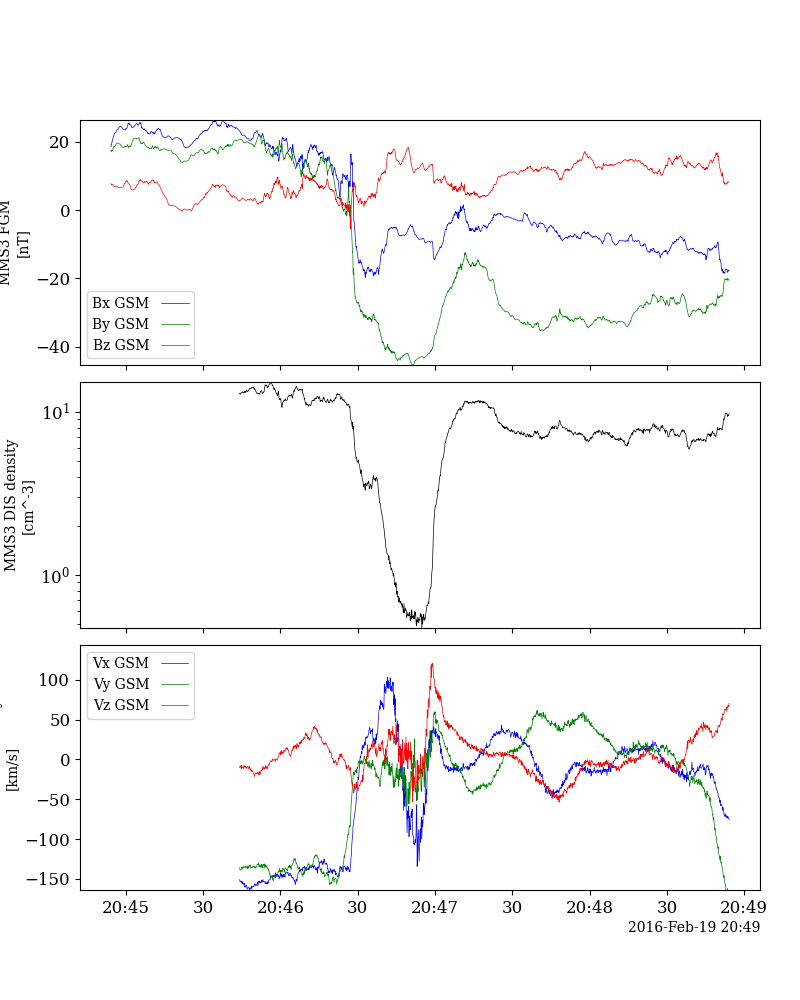 20
0
−20
−40
MMS3 FGM
[nT]
Bx GSM
By GSM
Bz GSM
10^1
10^0
MMS3 DIS density
[cm^-3]
100
50
0
−50
−100
−150
[km/s]
Vx GSM
Vy GSM
Vz GSM
20:45 30 20:46 30 20:47 30 20:48 30 20:49
2016-Feb-19 20:49